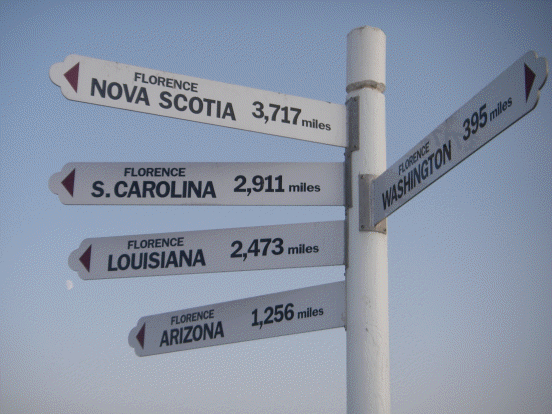 FLORENCE
NOVA SCOTIA 3,717 miles
FLORENCE
S. CAROLINA 2,911 miles
FLORENCE
LOUISIANA 2,473 miles
FLORENCE
ARIZONA 1,256 miles
FLORENCE
WASHINGTON 395 miles